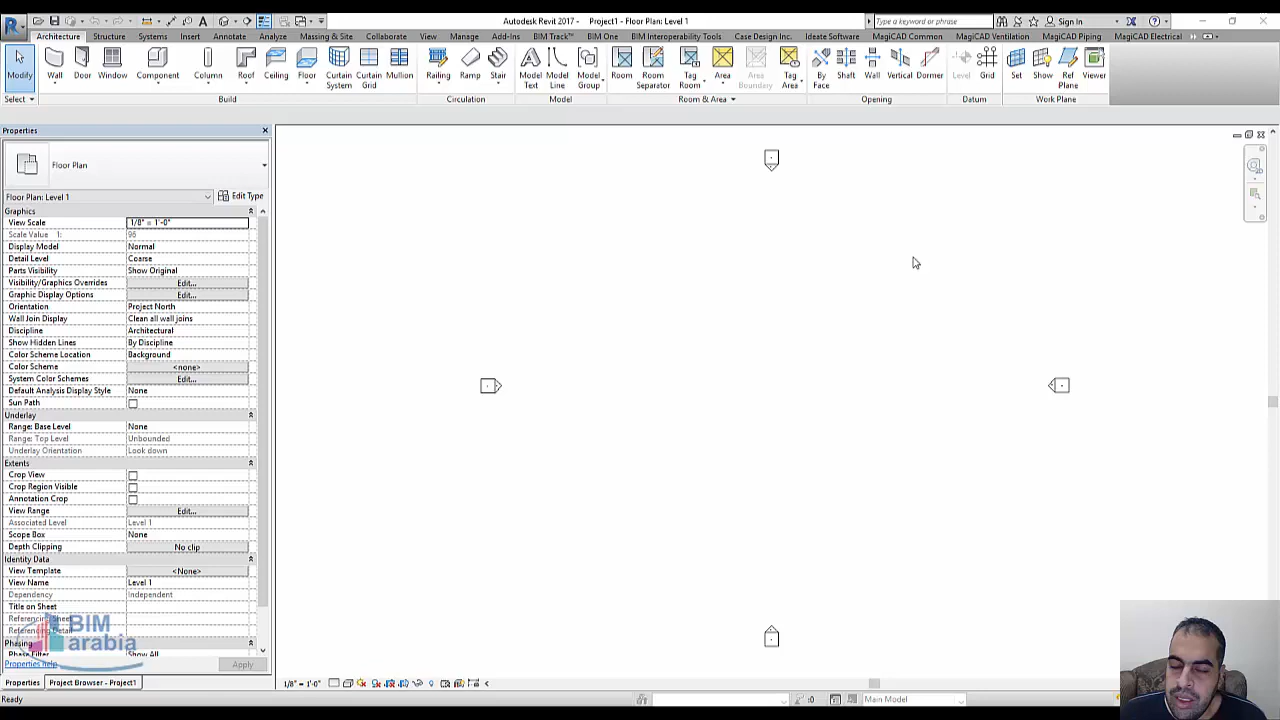 Autodesk Revit 2017 - Project1 - Floor Plan: Level 1
Type a keyword or phrase
Sign In
Architecture Structure Systems Insert Annotate Analyze Massing & Site Collaborate View Manage Add-Ins BIM Track™ BIM One BIM Interoperability Tools Case Design Inc. Ideate Software MagiCAD Common MagiCAD Ventilation MagiCAD Piping MagiCAD Electrical
Modify Wall Door Window Component Column Roof Ceiling Floor Curtain System Curtain Grid Mullion Railing Ramp Stair Model Text Model Line Model Group Room Room Separator Tag Room Area Area Boundary Tag Area By Face Shaft Wall Vertical Dormer Level Grid Set Show Ref Plane Viewer
Select Build Circulation Model Room & Area Opening Datum Work Plane
Properties
Floor Plan
Floor Plan: Level 1 Edit Type
Graphics
View Scale 1/8" = 1'-0"
Scale Value 1: 96
Display Model Normal
Detail Level Coarse
Parts Visibility Show Original
Visibility/Graphics Overrides Edit...
Graphic Display Options Edit...
Orientation Project North
Wall Join Display Clean all wall joins
Discipline Architectural
Show Hidden Lines By Discipline
Color Scheme Location Background
Color Scheme <none>
System Color Schemes Edit...
Default Analysis Display Style None
Sun Path
Underlay
Range: Base Level None
Range: Top Level Unbounded
Underlay Orientation Look down
Extents
Crop View
Crop Region Visible
Annotation Crop
View Range Edit...
Associated Level Level 1
Scope Box None
Depth Clipping No clip
Identity Data
View Template <None>
View Name Level 1
Dependency Independent
Title on Sheet
Referencing Sheet
Referencing Detail
Phasing
Phase Filter Show All
BIM
arabia
Properties help Apply
Properties Project Browser - Project1
1/8" = 1'-0"
Ready
:0
Main Model